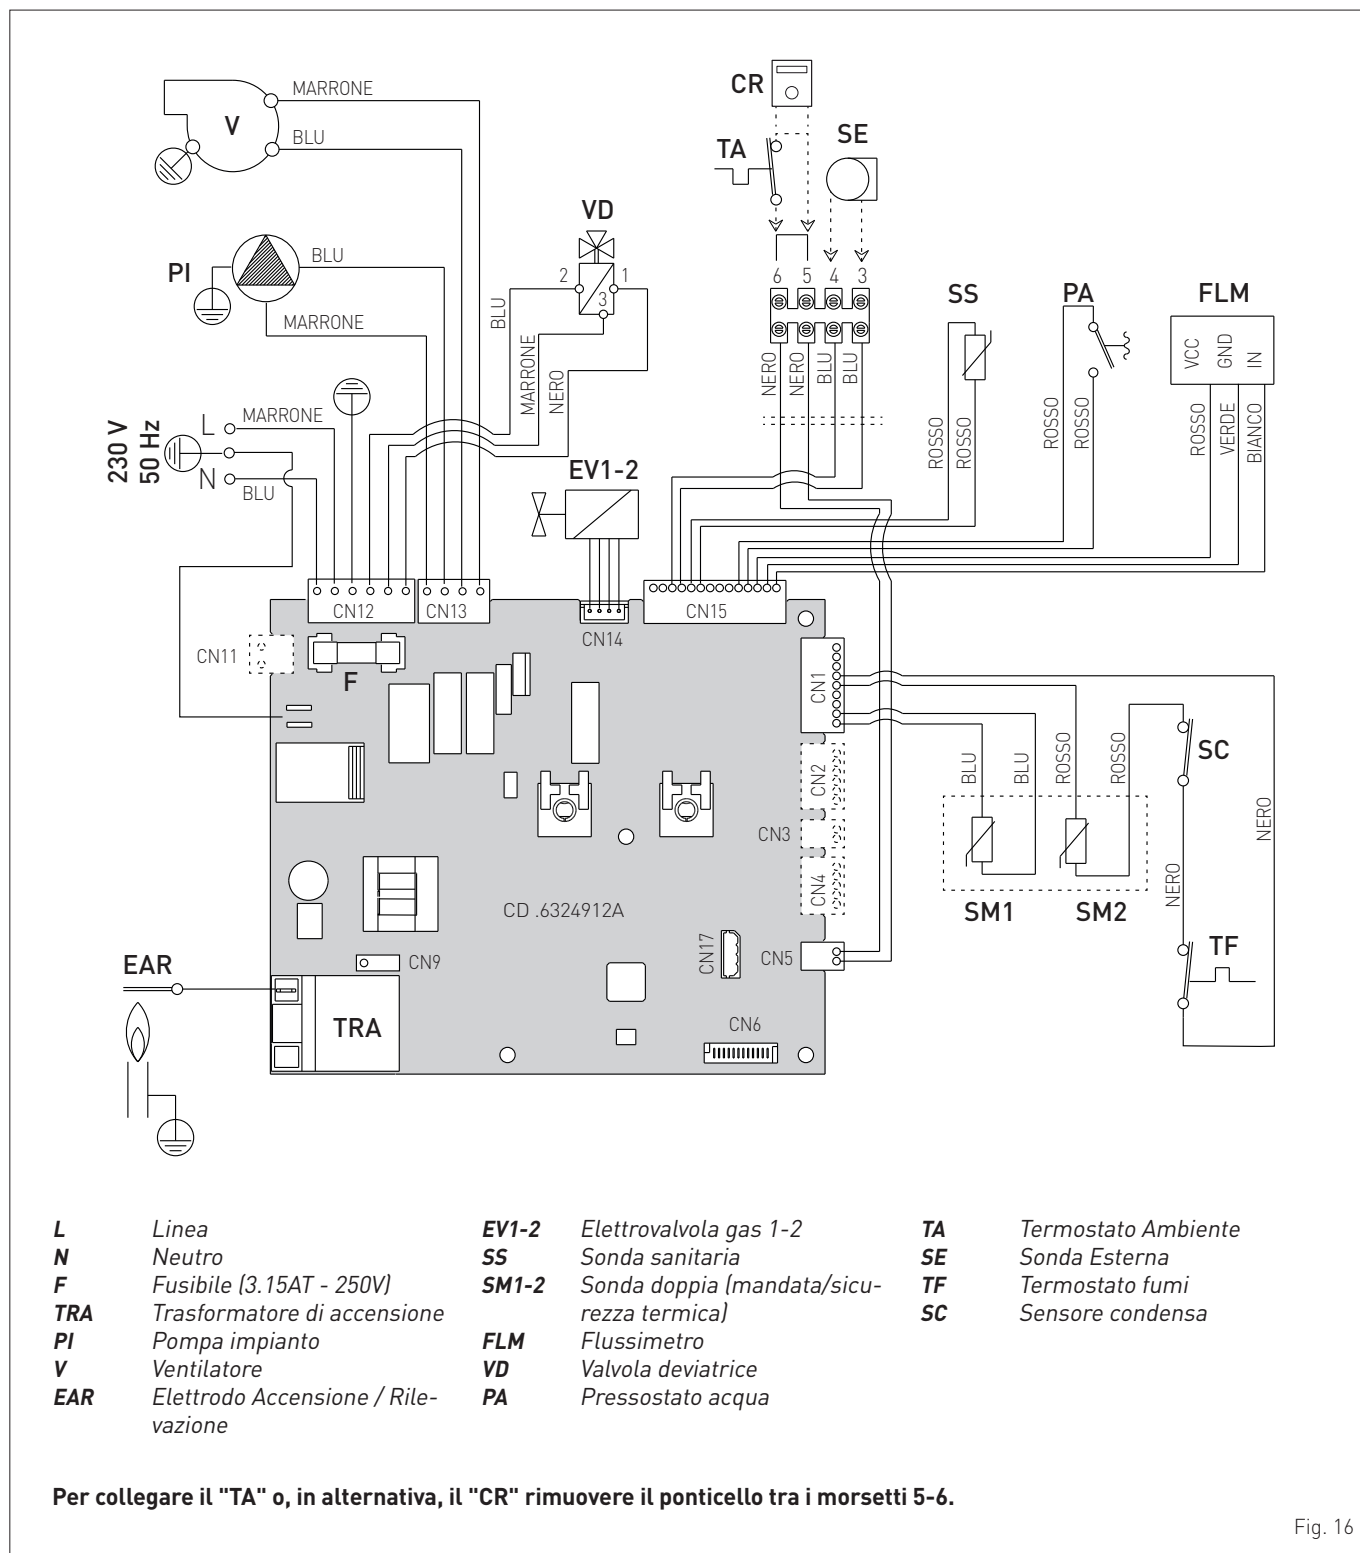 CR
MARRONE
V
BLU
TA
SE
VD
PI
BLU
MARRONE
2
1
3
BLU
MARRONE
NERO
6
5
4
3
NERO
NERO
BLU
BLU
SS
PA
FLM
VCC
GND
IN
ROSSO
ROSSO
ROSSO
ROSSO
ROSSO
VERDE
BIANCO
230 V
50 Hz
L
MARRONE
N
BLU
EV1-2
CN12
CN13
CN14
CN15
CN11
F
CN1
CN2
CN3
CN4
CN5
BLU
BLU
ROSSO
ROSSO
SC
NERO
NERO
SM1
SM2
TF
CD .6324912A
CN17
CN9
CN6
EAR
TRA
L Linea
N Neutro
F Fusibile (3.15AT - 250V)
TRA Trasformatore di accensione
PI Pompa impianto
V Ventilatore
EAR Elettrodo Accensione / Rile-
vazione
EV1-2 Elettrovalvola gas 1-2
SS Sonda sanitaria
SM1-2 Sonda doppia (mandata/sicu-
rezza termica)
FLM Flussimetro
VD Valvola deviatrice
PA Pressostato acqua
TA Termostato Ambiente
SE Sonda Esterna
TF Termostato fumi
SC Sensore condensa
Per collegare il "TA" o, in alternativa, il "CR" rimuovere il ponticello tra i morsetti 5-6.
Fig. 16